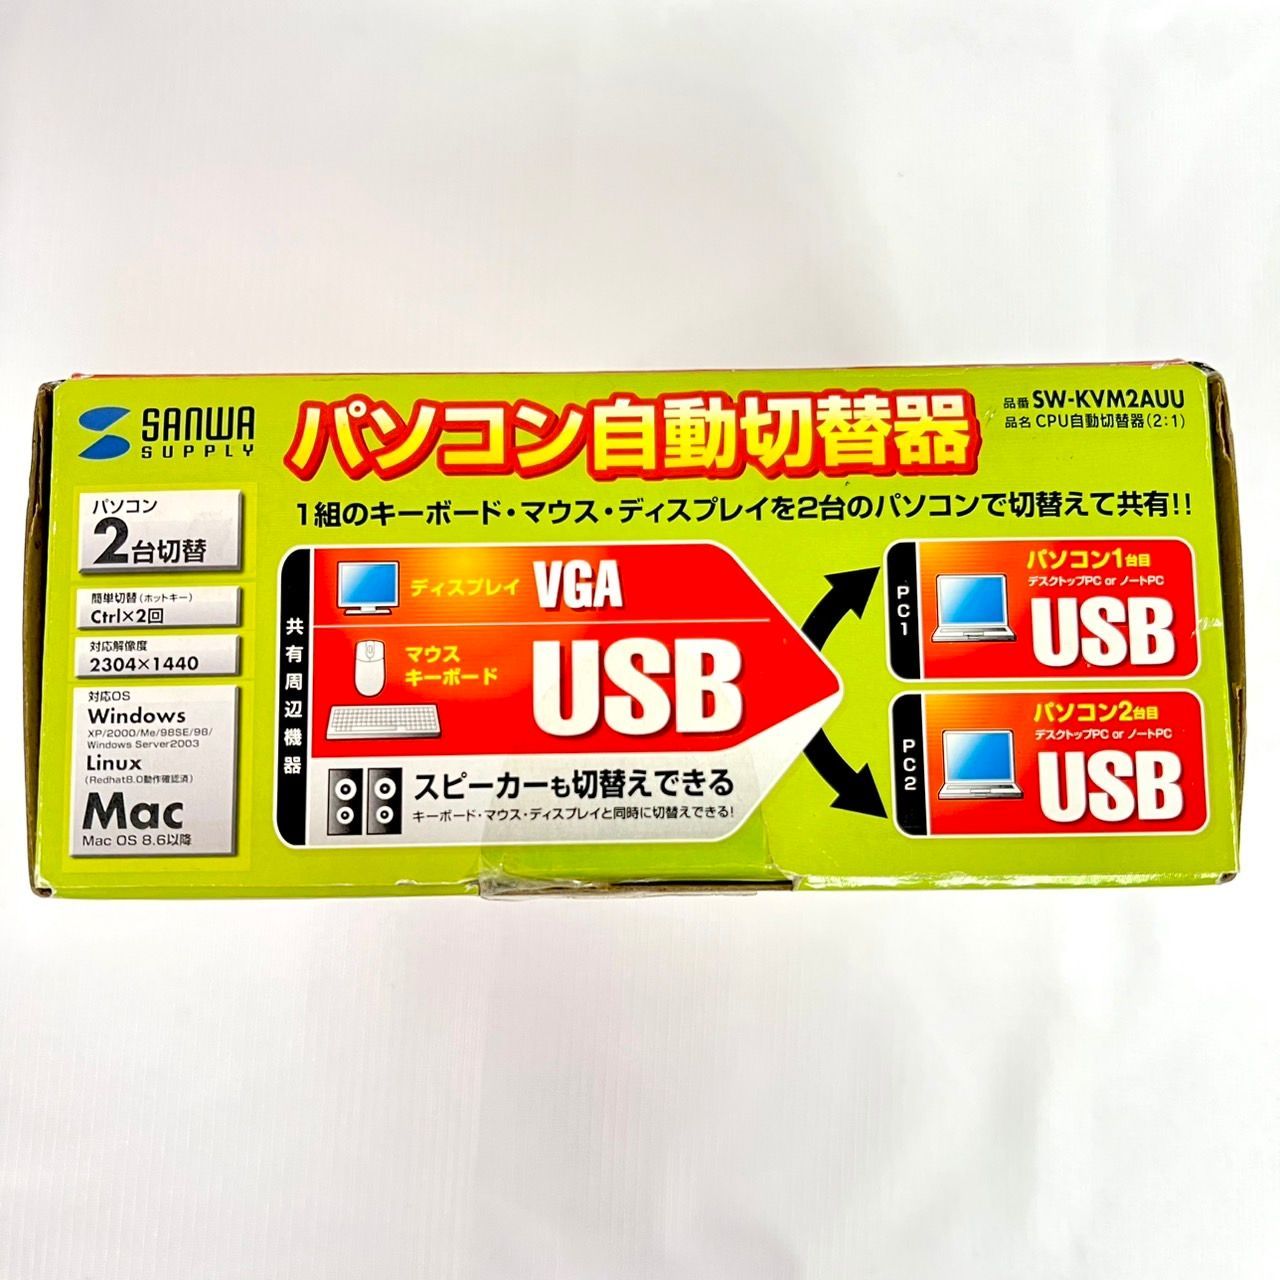 SANWA
SUPPLY
パソコン自動切替器
品番 SW-KVM2AUU
品名 CPU自動切替器(2:1)
1組のキーボード・マウス・ディスプレイを2台のパソコンで切替えて共有!!
パソコン
2台切替
簡単切替(ホットキー)
Ctrl×2回
対応解像度
2304×1440
対応OS
Windows
XP/2000/Me/98SE/98/
Windows Server2003
Linux
(Redhat8.0動作確認済)
Mac
Mac OS 8.6以降
共有周辺機器
ディスプレイ VGA
マウス
キーボード
USB
スピーカーも切替えできる
キーボード・マウス・ディスプレイと同時に切替えできる!
PC1
パソコン1台目
デスクトップPC or ノートPC
USB
PC2
パソコン2台目
デスクトップPC or ノートPC
USB